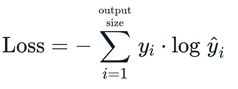 output
size
Loss = − ∑ yᵢ · log ŷᵢ
i=1